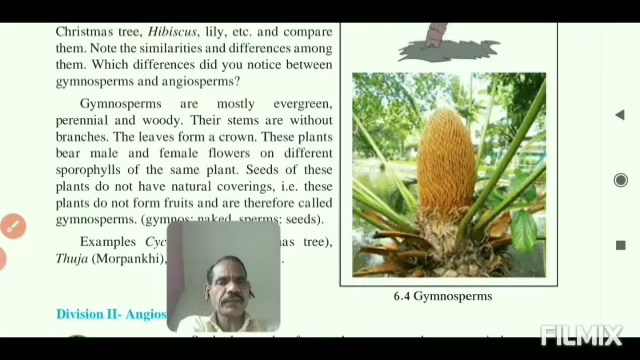 Christmas tree, Hibiscus, lily, etc. and compare
them. Note the similarities and differences among
them. Which differences did you notice between
gymnosperms and angiosperms?
Gymnosperms are mostly evergreen,
perennial and woody. Their stems are without
branches. The leaves form a crown. These plants
bear male and female flowers on different
sporophylls of the same plant. Seeds of these
plants do not have natural coverings, i.e. these
plants do not form fruits and are therefore called
gymnosperms. (gymnos: naked, sperms: seeds).
Examples tree),
Thuja (Morpankhi),
6.4 Gymnosperms
Division II-
FILMIX